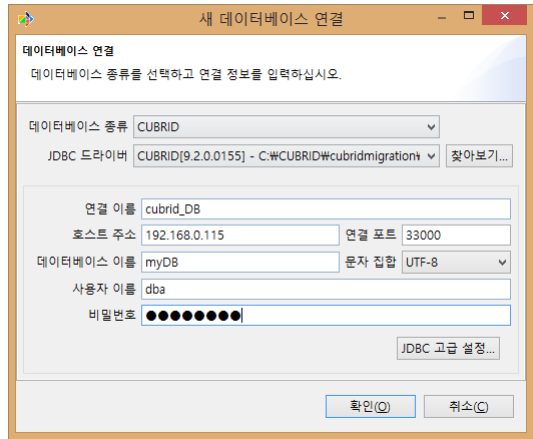 새 데이터베이스 연결
데이터베이스 연결
데이터베이스 종류를 선택하고 연결 정보를 입력하십시오.
데이터베이스 종류 CUBRID
JDBC 드라이버 CUBRID[9.2.0.0155] - C:₩CUBRID₩cubridmigration₩ 찾아보기...
연결 이름 cubrid_DB
호스트 주소 192.168.0.115 연결 포트 33000
데이터베이스 이름 myDB 문자 집합 UTF-8
사용자 이름 dba
비밀번호 ●●●●●●●●
JDBC 고급 설정...
확인(O) 취소(C)